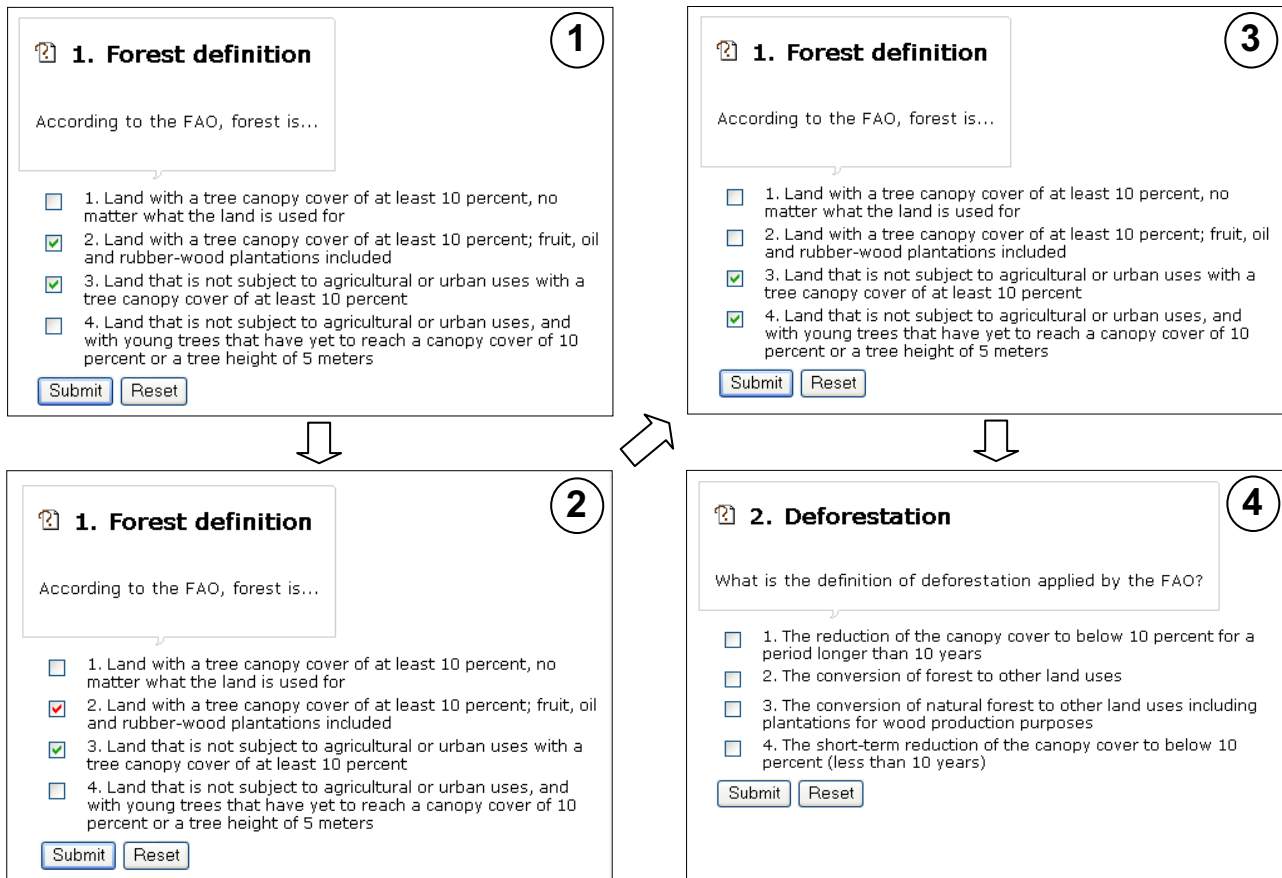 1
1. Forest definition
According to the FAO, forest is...
1. Land with a tree canopy cover of at least 10 percent, no
matter what the land is used for
2. Land with a tree canopy cover of at least 10 percent; fruit, oil
and rubber-wood plantations included
3. Land that is not subject to agricultural or urban uses with a
tree canopy cover of at least 10 percent
4. Land that is not subject to agricultural or urban uses, and
with young trees that have yet to reach a canopy cover of 10
percent or a tree height of 5 meters
Submit Reset
2
1. Forest definition
According to the FAO, forest is...
1. Land with a tree canopy cover of at least 10 percent, no
matter what the land is used for
2. Land with a tree canopy cover of at least 10 percent; fruit, oil
and rubber-wood plantations included
3. Land that is not subject to agricultural or urban uses with a
tree canopy cover of at least 10 percent
4. Land that is not subject to agricultural or urban uses, and
with young trees that have yet to reach a canopy cover of 10
percent or a tree height of 5 meters
Submit Reset
3
1. Forest definition
According to the FAO, forest is...
1. Land with a tree canopy cover of at least 10 percent, no
matter what the land is used for
2. Land with a tree canopy cover of at least 10 percent; fruit, oil
and rubber-wood plantations included
3. Land that is not subject to agricultural or urban uses with a
tree canopy cover of at least 10 percent
4. Land that is not subject to agricultural or urban uses, and
with young trees that have yet to reach a canopy cover of 10
percent or a tree height of 5 meters
Submit Reset
4
2. Deforestation
What is the definition of deforestation applied by the FAO?
1. The reduction of the canopy cover to below 10 percent for a
period longer than 10 years
2. The conversion of forest to other land uses
3. The conversion of natural forest to other land uses including
plantations for wood production purposes
4. The short-term reduction of the canopy cover to below 10
percent (less than 10 years)
Submit Reset